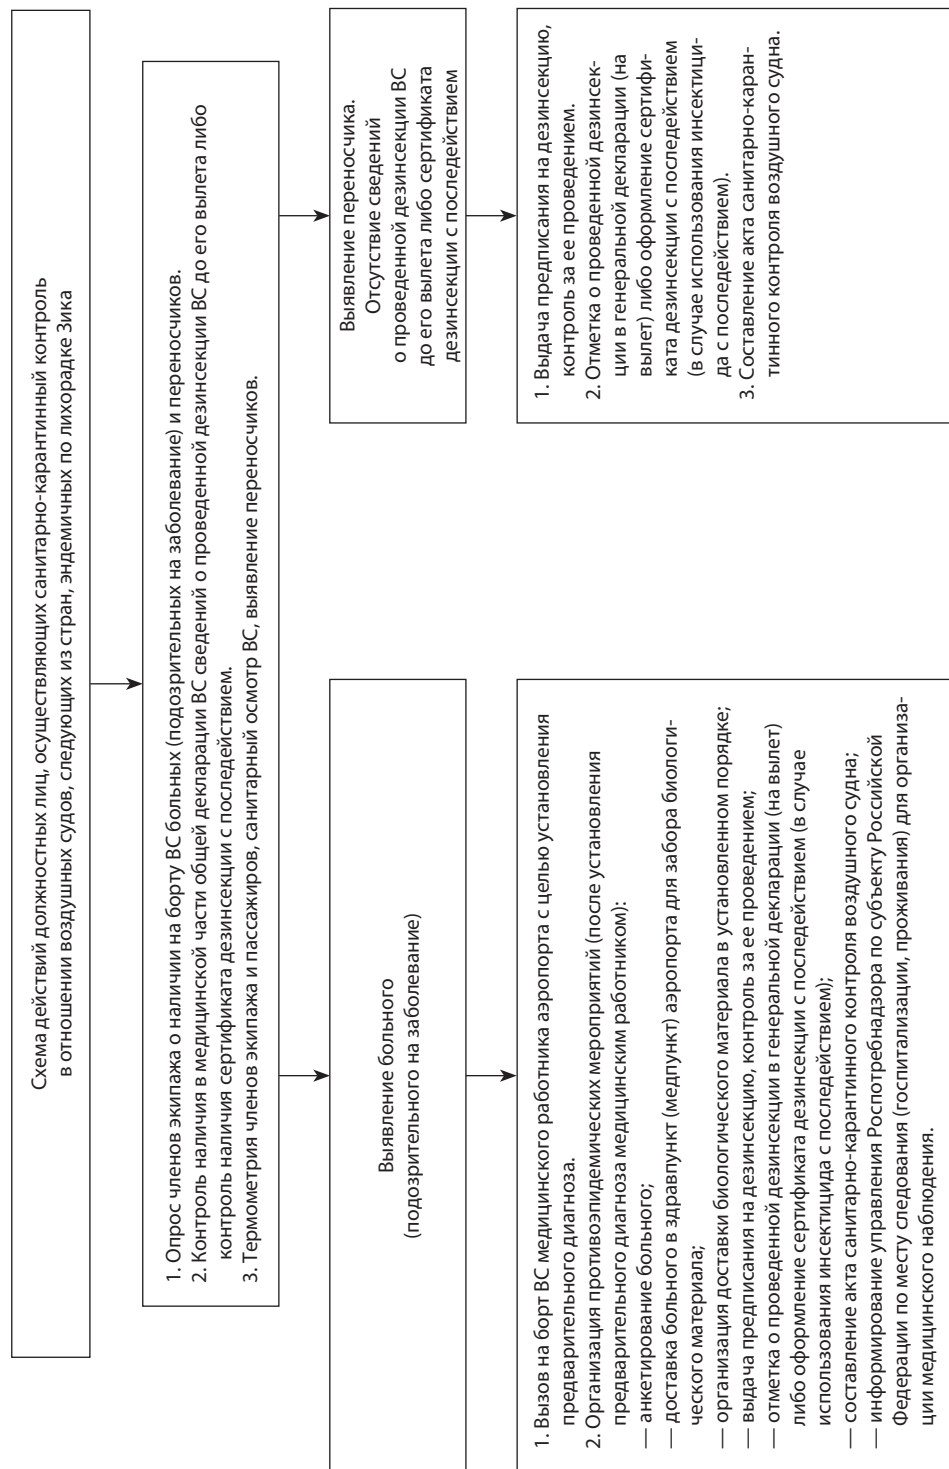 Схема действий должностных лиц, осуществляющих санитарно-карантинный контроль
в отношении воздушных судов, следующих из стран, эндемичных по лихорадке Зика
1. Опрос членов экипажа о наличии на борту ВС больных (подозрительных на заболевание) и переносчиков.
2. Контроль наличия в медицинской части общей декларации ВС сведений о проведенной дезинсекции ВС до его вылета либо
контроль наличия сертификата дезинсекции с последействием.
3. Термометрия членов экипажа и пассажиров, санитарный осмотр ВС, выявление переносчиков.
Выявление больного
(подозрительного на заболевание)
1. Вызов на борт ВС медицинского работника аэропорта с целью установления
предварительного диагноза.
2. Организация противоэпидемических мероприятий (после установления
предварительного диагноза медицинским работником):
— анкетирование больного;
— доставка больного в здравпункт (медпункт) аэропорта для забора биологи-
ческого материала;
— организация доставки биологического материала в установленном порядке;
— выдача предписания на дезинсекцию, контроль за ее проведением;
— отметка о проведенной дезинсекции в генеральной декларации (на вылет)
либо оформление сертификата дезинсекции с последействием (в случае
использования инсектицида с последействием);
— составление акта санитарно-карантинного контроля воздушного судна;
— информирование управления Роспотребнадзора по субъекту Российской
Федерации по месту следования (госпитализации, проживания) для организа-
ции медицинского наблюдения.
Выявление переносчика.
Отсутствие сведений
о проведенной дезинсекции ВС
до его вылета либо сертификата
дезинсекции с последействием
1. Выдача предписания на дезинсекцию,
контроль за ее проведением.
2. Отметка о проведенной дезинсек-
ции в генеральной декларации (на
вылет) либо оформление сертифи-
ката дезинсекции с последействием
(в случае использования инсектици-
да с последействием).
3. Составление акта санитарно-каран-
тинного контроля воздушного судна.